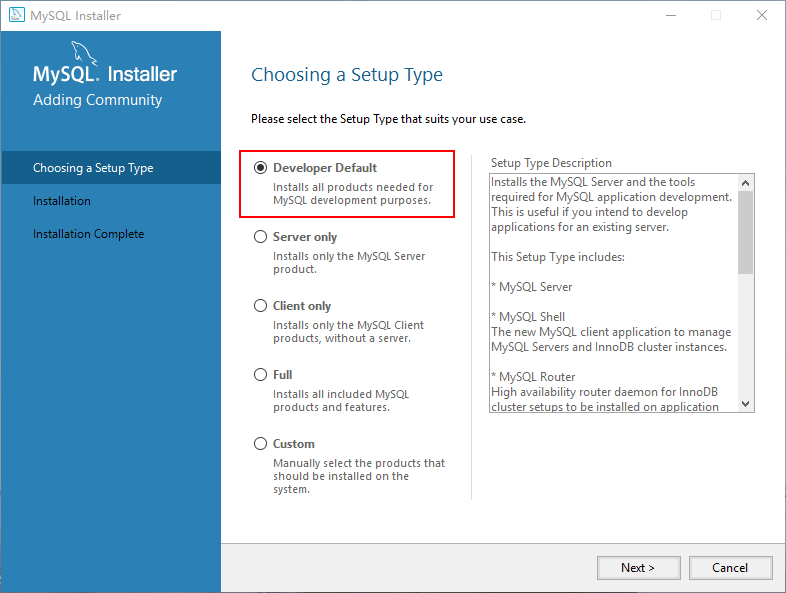 MySQL Installer
MySQL. Installer
Adding Community
Choosing a Setup Type
Installation
Installation Complete
Choosing a Setup Type
Please select the Setup Type that suits your use case.
Developer Default
Installs all products needed for
MySQL development purposes.
Server only
Installs only the MySQL Server
product.
Client only
Installs only the MySQL Client
products, without a server.
Full
Installs all included MySQL
products and features.
Custom
Manually select the products that
should be installed on the
system.
Setup Type Description
Installs the MySQL Server and the tools
required for MySQL application development.
This is useful if you intend to develop
applications for an existing server.
This Setup Type includes:
* MySQL Server
* MySQL Shell
The new MySQL client application to manage
MySQL Servers and InnoDB cluster instances.
* MySQL Router
High availability router daemon for InnoDB
cluster setups to be installed on application
Next >
Cancel